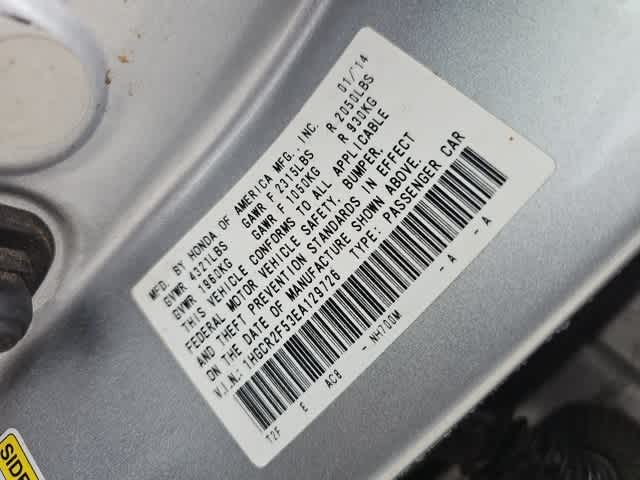 MFD. BY HONDA OF AMERICA MFG., INC. 01/'14
GVWR 4321LBS GAWR F 2315LBS R 2050LBS
GVWR 1960KG GAWR F 1050KG R 930KG
THIS VEHICLE CONFORMS TO ALL APPLICABLE
FEDERAL MOTOR VEHICLE SAFETY, BUMPER,
AND THEFT PREVENTION STANDARDS IN EFFECT
ON THE DATE OF MANUFACTURE SHOWN ABOVE.
V.I.N.: 1HGCR2F53EA129726 TYPE: PASSENGER CAR
T2F E AC8 - NH700M - A - A
SIDE